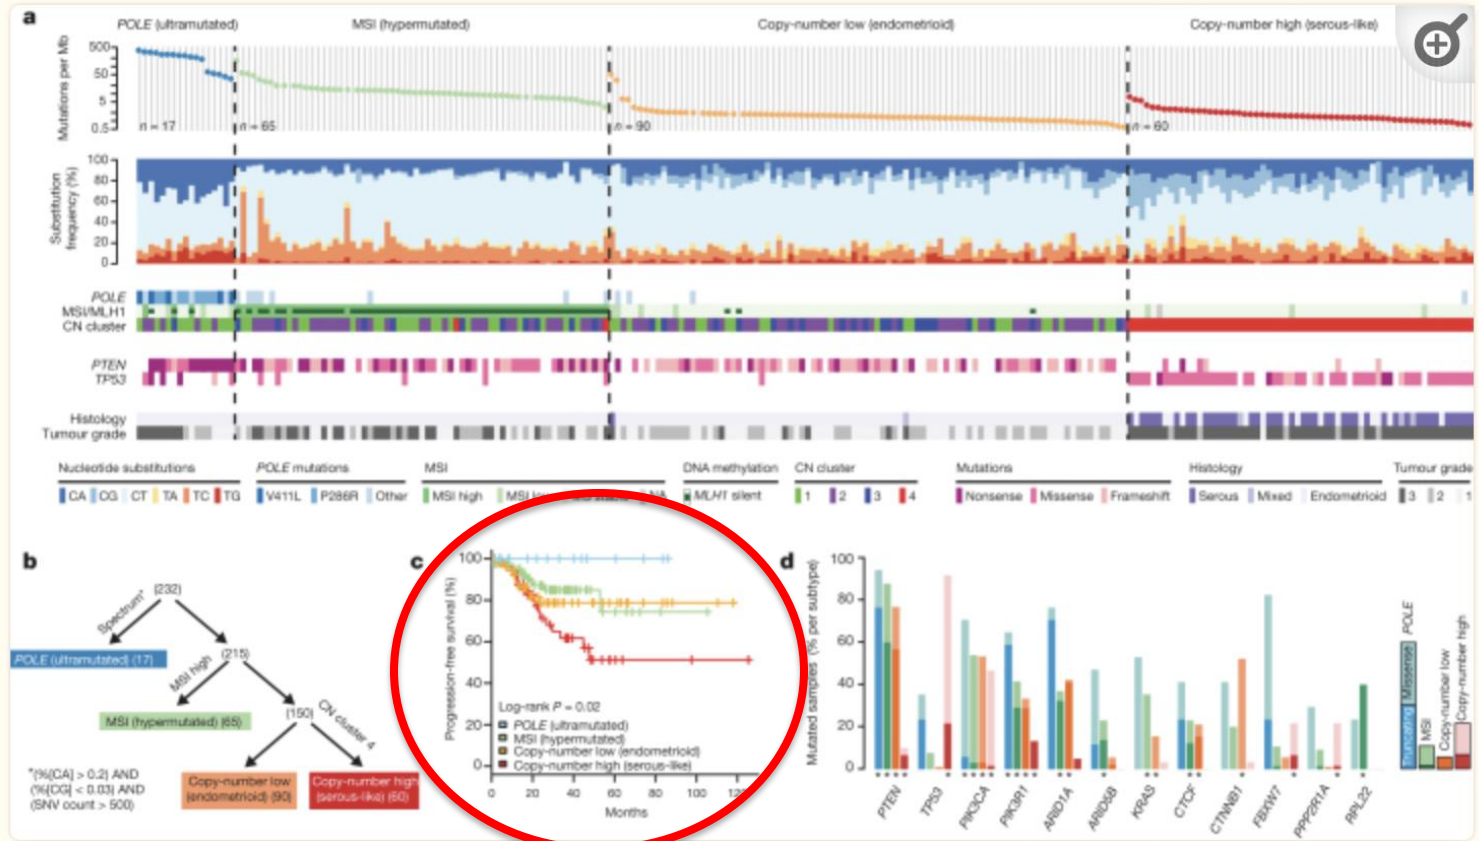 a
POLE (ultramutated) MSI (hypermutated) Copy-number low (endometrioid) Copy-number high (serous-like)
Mutations per Mb
500
50
5
0.5
n = 17 n = 65 n = 90 n = 60
Substitution
frequency (%)
100
80
60
40
20
0
POLE
MSI/MLH1
CN cluster
PTEN
TP53
Histology
Tumour grade
Nucleotide substitutions POLE mutations MSI DNA methylation CN cluster Mutations Histology Tumour grade
CA CG CT TA TC TG V411L P286R Other MSI high MSI NA MLH1 silent 1 2 3 4 Nonsense Missense Frameshift Serous Mixed Endometrioid 3 2 1
b
(232)
Spectrum*
POLE (ultramutated) (17) (215)
MSI high
MSI (hypermutated) (65) (150)
CN cluster 4
Copy-number low Copy-number high
(endometrioid) (90) (serous-like) (60)
*(%[CA] > 0.2) AND
(%[CG] < 0.03) AND
(SNV count > 500)
c
Progression-free survival (%)
100
80
60
40
20
0
Log-rank P = 0.02
POLE (ultramutated)
MSI (hypermutated)
Copy-number low (endometrioid)
Copy-number high (serous-like)
0 20 40 60 80 100
Months
d
Mutated samples (% per subtype)
100
80
60
40
20
0
PTEN TP53 PIK3CA PIK3R1 ARID1A ARID5B KRAS CTCF CTNNB1 FBXW7 PPP2R1A RPL22
Truncating Missense POLE
MSI
Copy-number low
Copy-number high